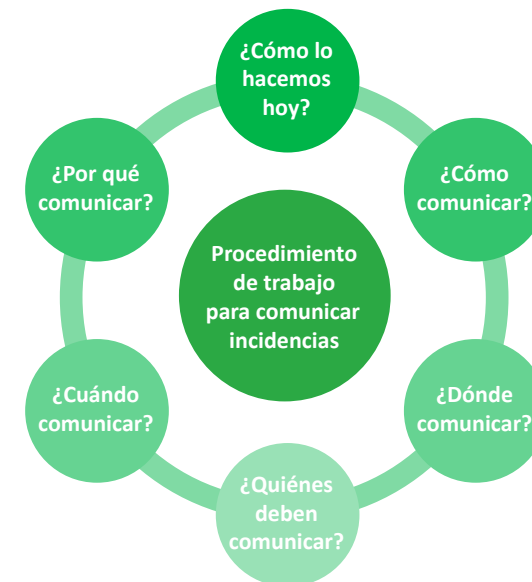 ¿Cómo lo
hacemos
hoy?
¿Por qué
comunicar?
¿Cómo
comunicar?
Procedimiento
de trabajo
para comunicar
incidencias
¿Cuándo
comunicar?
¿Dónde
comunicar?
¿Quiénes
deben
comunicar?